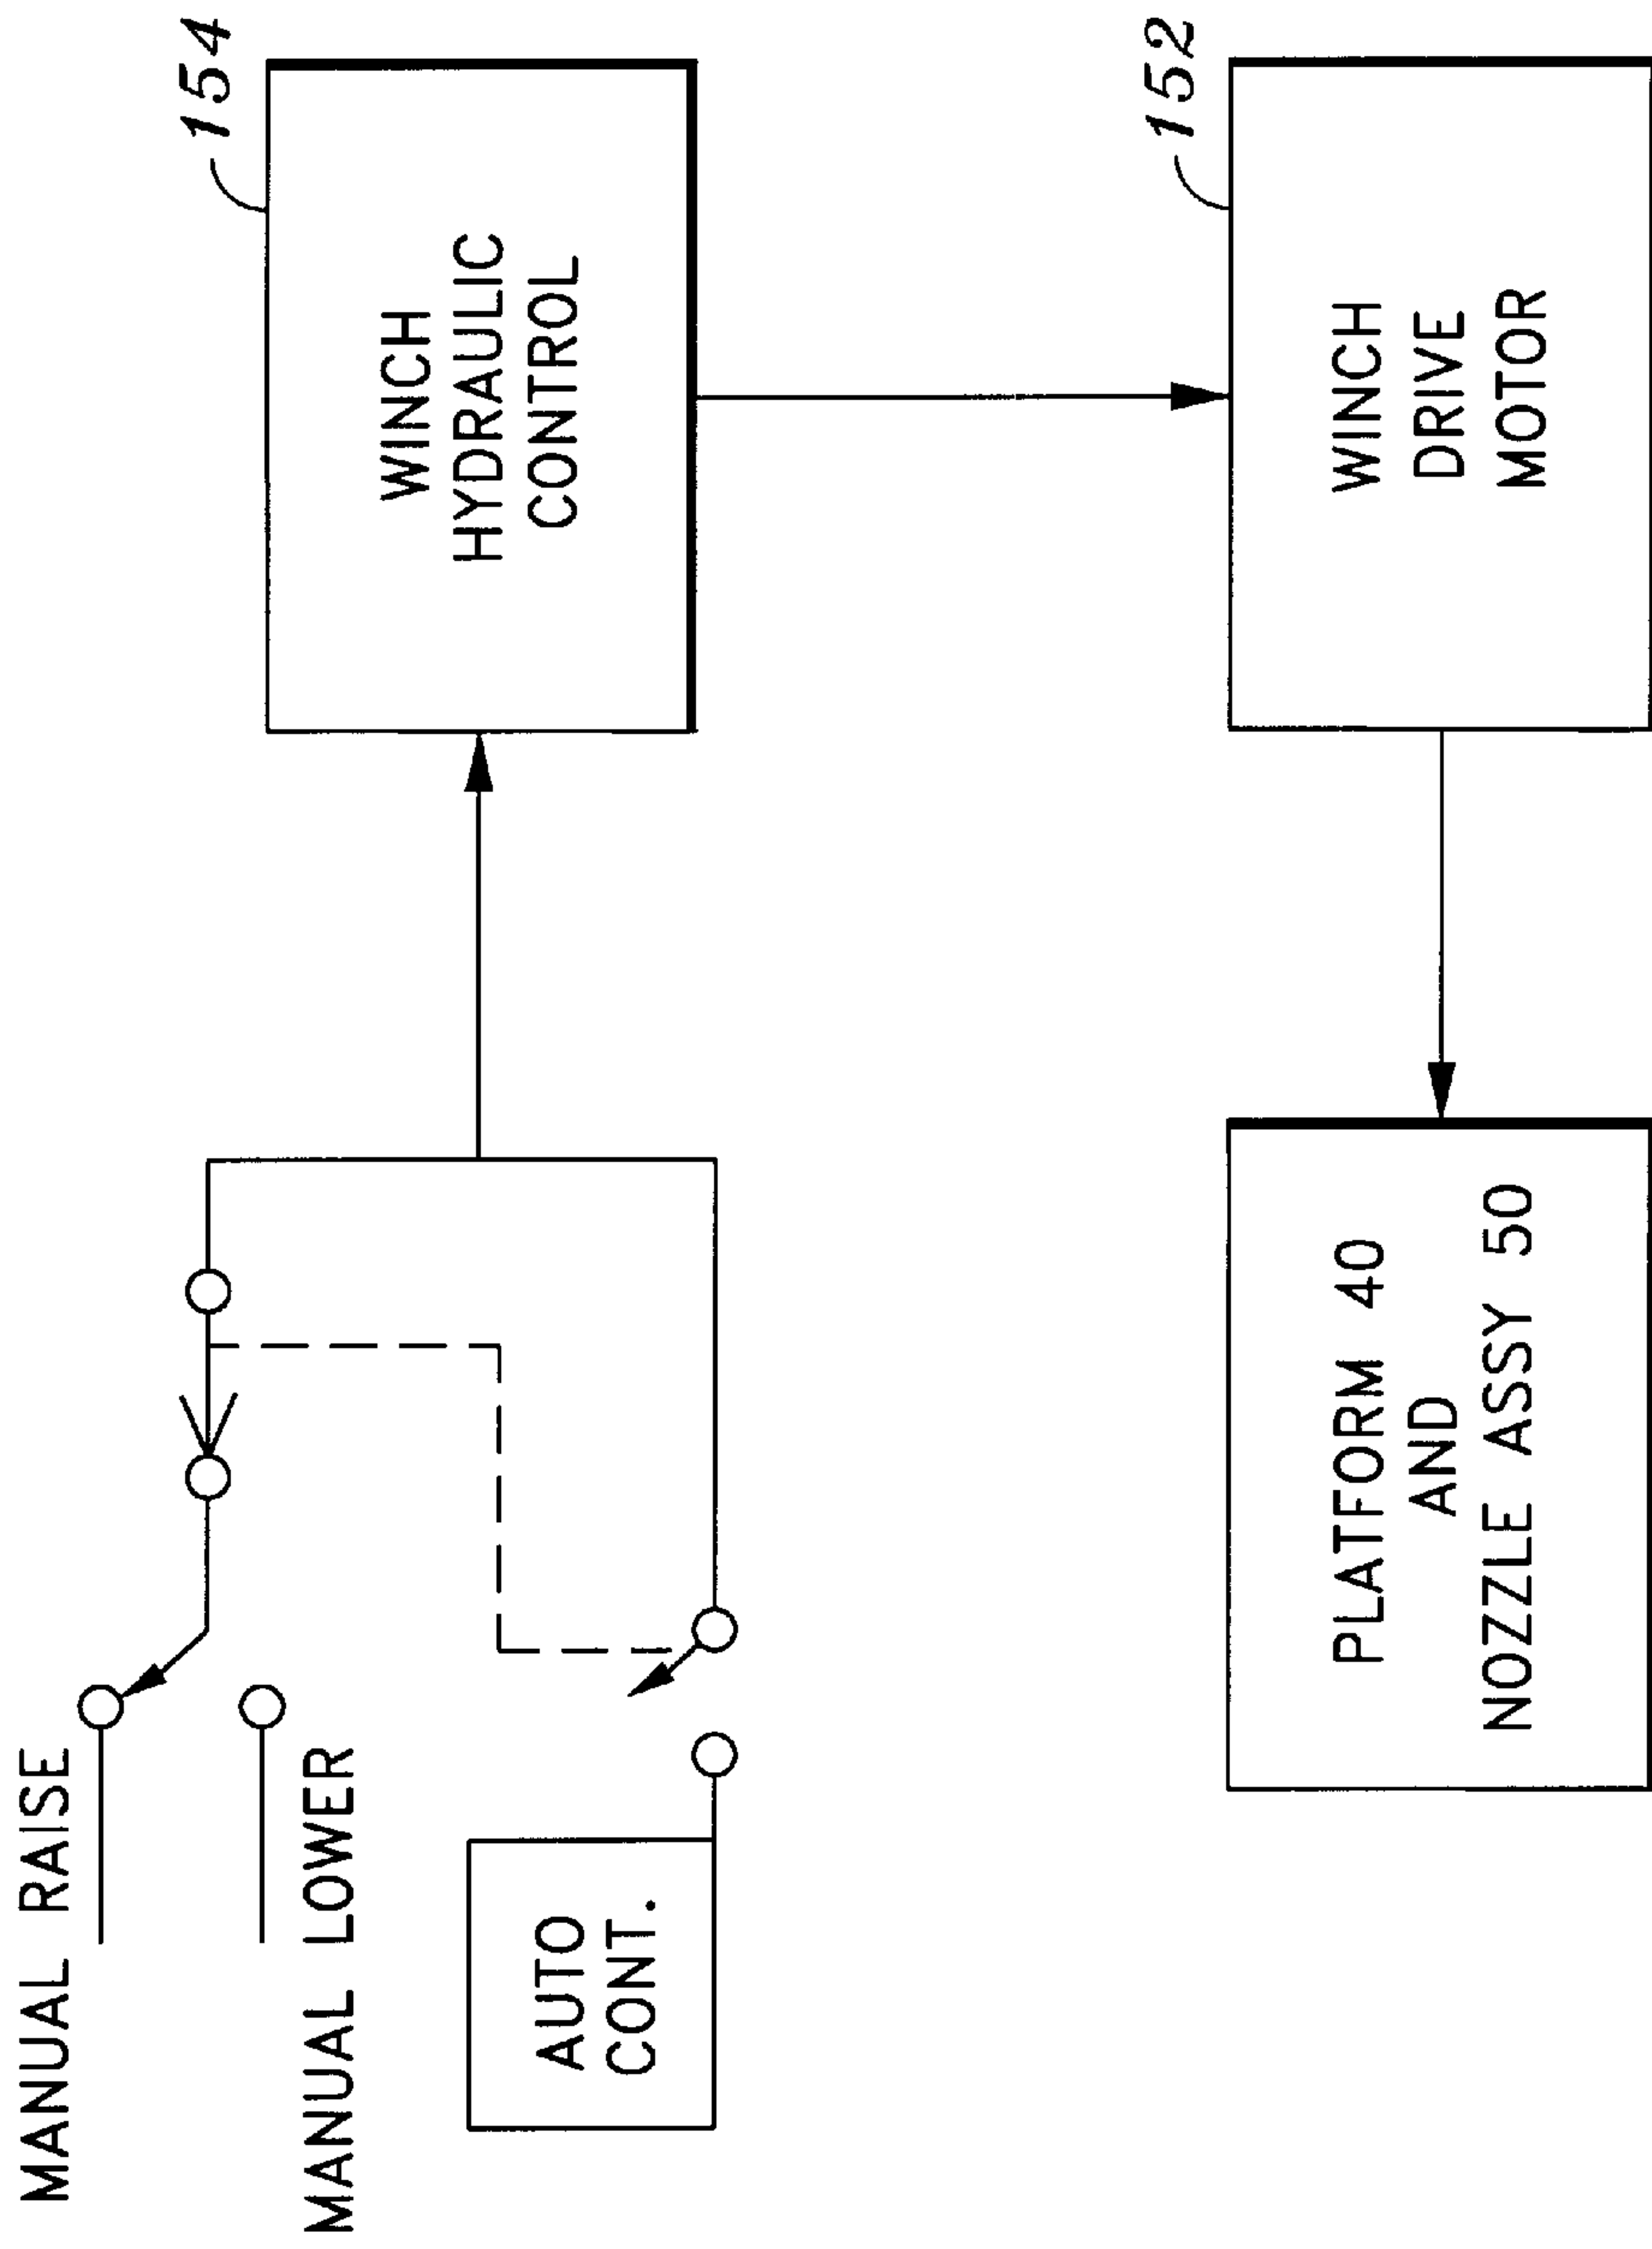 MANUAL RAISE
MANUAL LOWER
AUTO
CONT.
154
WINCH
HYDRAULIC
CONTROL
152
WINCH
DRIVE
MOTOR
PLATFORM 40
AND
NOZZLE ASSY 50